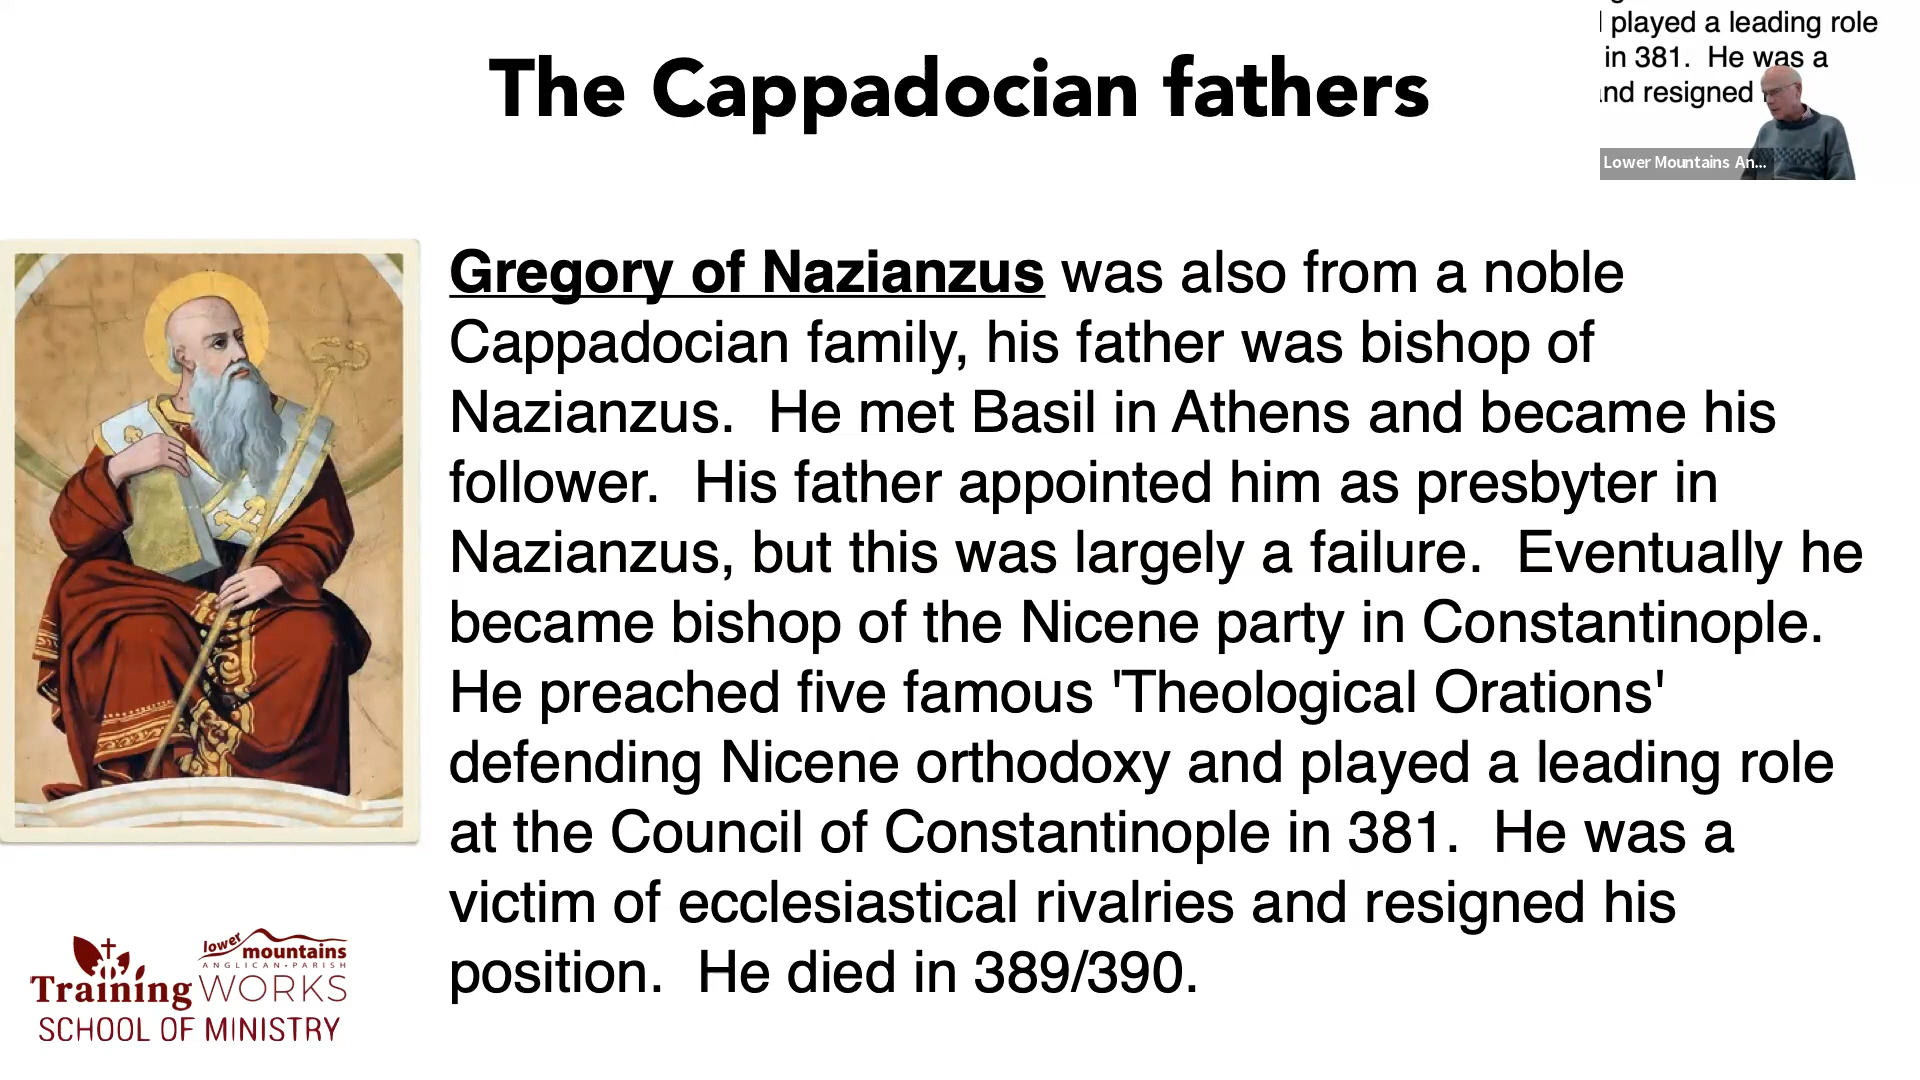 The Cappadocian fathers
played a leading role
in 381.  He was a
and resigned
Lower Mountains An...
Gregory of Nazianzus was also from a noble
Cappadocian family, his father was bishop of
Nazianzus.  He met Basil in Athens and became his
follower.  His father appointed him as presbyter in
Nazianzus, but this was largely a failure.  Eventually he
became bishop of the Nicene party in Constantinople.
He preached five famous 'Theological Orations'
defending Nicene orthodoxy and played a leading role
at the Council of Constantinople in 381.  He was a
victim of ecclesiastical rivalries and resigned his
position.  He died in 389/390.
lower
mountains
ANGLICAN•PARISH
Training WORKS
SCHOOL OF MINISTRY